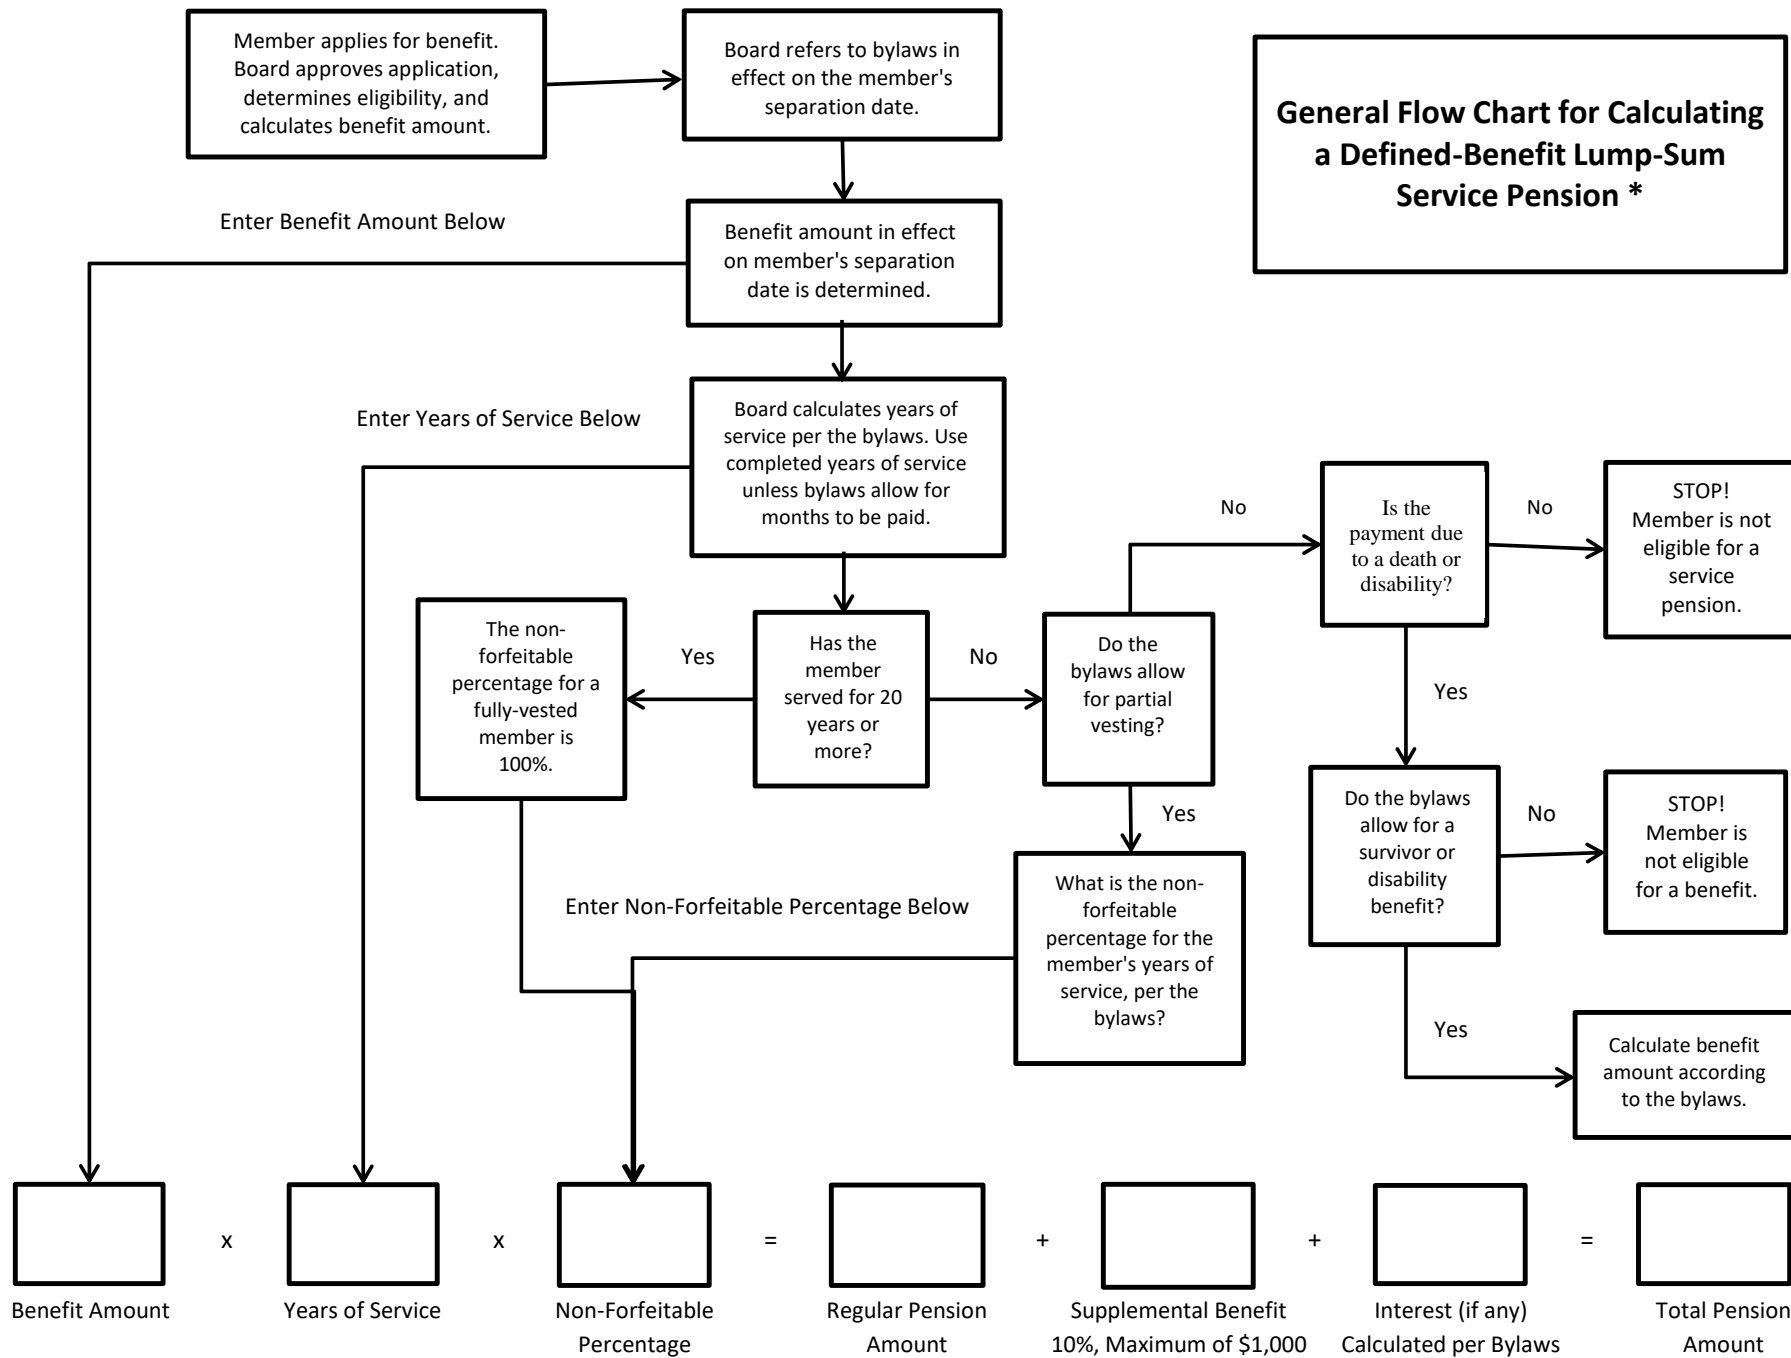 Member applies for benefit.
Board approves application,
determines eligibility, and
calculates benefit amount.
Board refers to bylaws in
effect on the member's
separation date.
General Flow Chart for Calculating
a Defined-Benefit Lump-Sum
Service Pension *
Enter Benefit Amount Below
Benefit amount in effect
on member's separation
date is determined.
Enter Years of Service Below
Board calculates years of
service per the bylaws. Use
completed years of service
unless bylaws allow for
months to be paid.
No
Is the
payment due
to a death or
disability?
No
STOP!
Member is not
eligible for a
service
pension.
The non-
forfeitable
percentage for a
fully-vested
member is
100%.
Yes
Has the
member
served for 20
years or
more?
No
Do the
bylaws allow
for partial
vesting?
Yes
Yes
Do the bylaws
allow for a
survivor or
disability
benefit?
No
STOP!
Member is
not eligible
for a benefit.
Enter Non-Forfeitable Percentage Below
What is the non-
forfeitable
percentage for the
member's years of
service, per the
bylaws?
Yes
Calculate benefit
amount according
to the bylaws.
x
x
=
+
+
=
Benefit Amount
Years of Service
Non-Forfeitable
Percentage
Regular Pension
Amount
Supplemental Benefit
10%, Maximum of $1,000
Interest (if any)
Calculated per Bylaws
Total Pension
Amount